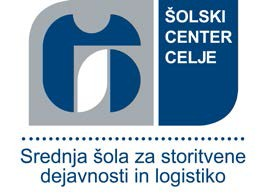 ŠOLSKI
CENTER
CELJE
Srednja šola za storitvene
dejavnosti in logistiko